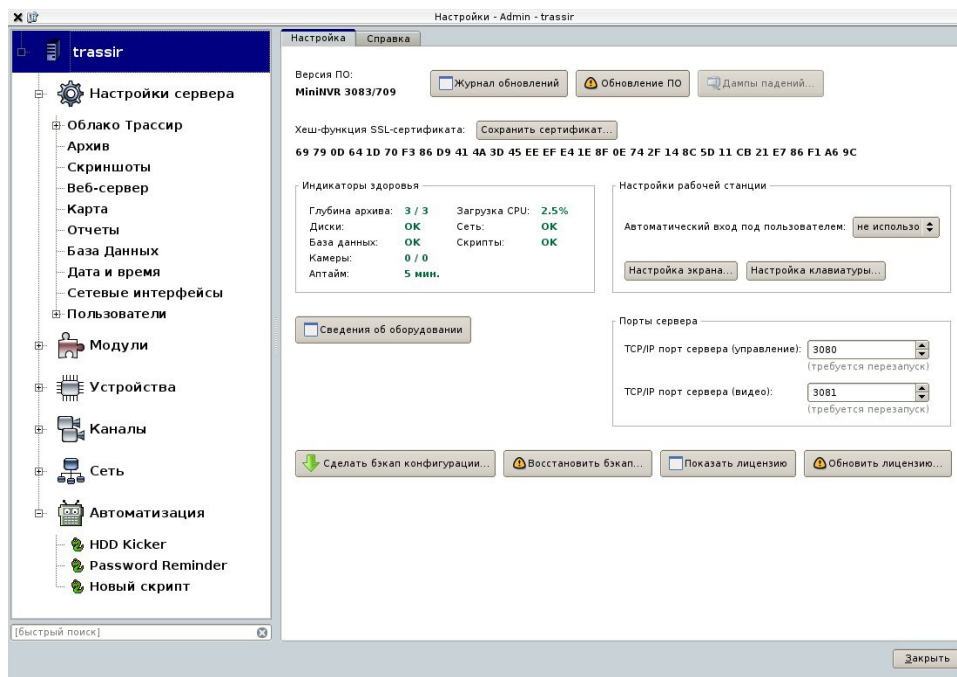 Настройки - Admin - trassir
trassir
Настройки сервера
Облако Трассир
Архив
Скриншоты
Веб-сервер
Карта
Отчеты
База Данных
Дата и время
Сетевые интерфейсы
Пользователи
Модули
Устройства
Каналы
Сеть
Автоматизация
HDD Kicker
Password Reminder
Новый скрипт
[быстрый поиск]
Настройка Справка
Версия ПО:
MiniNVR 3083/709
Журнал обновлений Обновление ПО Дампы падений...
Хеш-функция SSL-сертификата: Сохранить сертификат...
69 79 0D 64 1D 70 F3 86 D9 41 4A 3D 45 EE EF E4 1E 8F 0E 74 2F 14 8C 5D 11 CB 21 E7 86 F1 A6 9C
Индикаторы здоровья
Глубина архива: 3 / 3 Загрузка CPU: 2.5%
Диски: OK Сеть: OK
База данных: OK Скрипты: OK
Камеры: 0 / 0
Аптайм: 5 мин.
Настройки рабочей станции
Автоматический вход под пользователем: не использо
Настройка экрана... Настройка клавиатуры...
Сведения об оборудовании
Порты сервера
TCP/IP порт сервера (управление): 3080
(требуется перезапуск)
TCP/IP порт сервера (видео): 3081
(требуется перезапуск)
Сделать бэкап конфигурации... Восстановить бэкап... Показать лицензию Обновить лицензию...
Закрыть